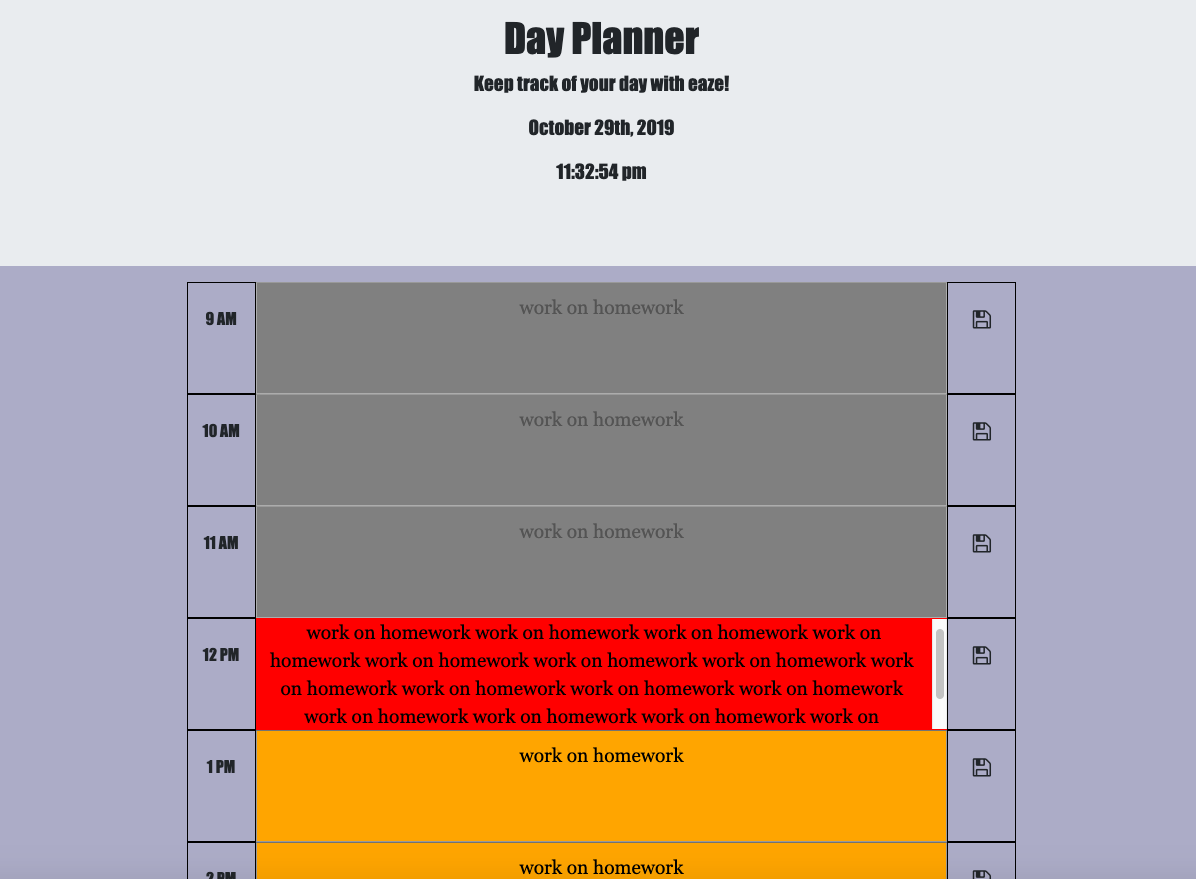 Day Planner
Keep track of your day with eaze!
October 29th, 2019
11:32:54 pm
9 AM
work on homework
10 AM
work on homework
11 AM
work on homework
12 PM
work on homework work on homework work on homework work on
homework work on homework work on homework work on homework work
on homework work on homework work on homework work on homework
work on homework work on homework work on homework work on
1 PM
work on homework
2 PM
work on homework